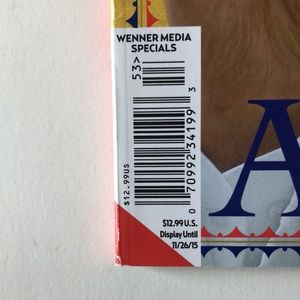 WENNER MEDIA
SPECIALS
53>
$12.99US
0 70992 34199 3
A
$12.99 U.S.
Display Until
11/26/15